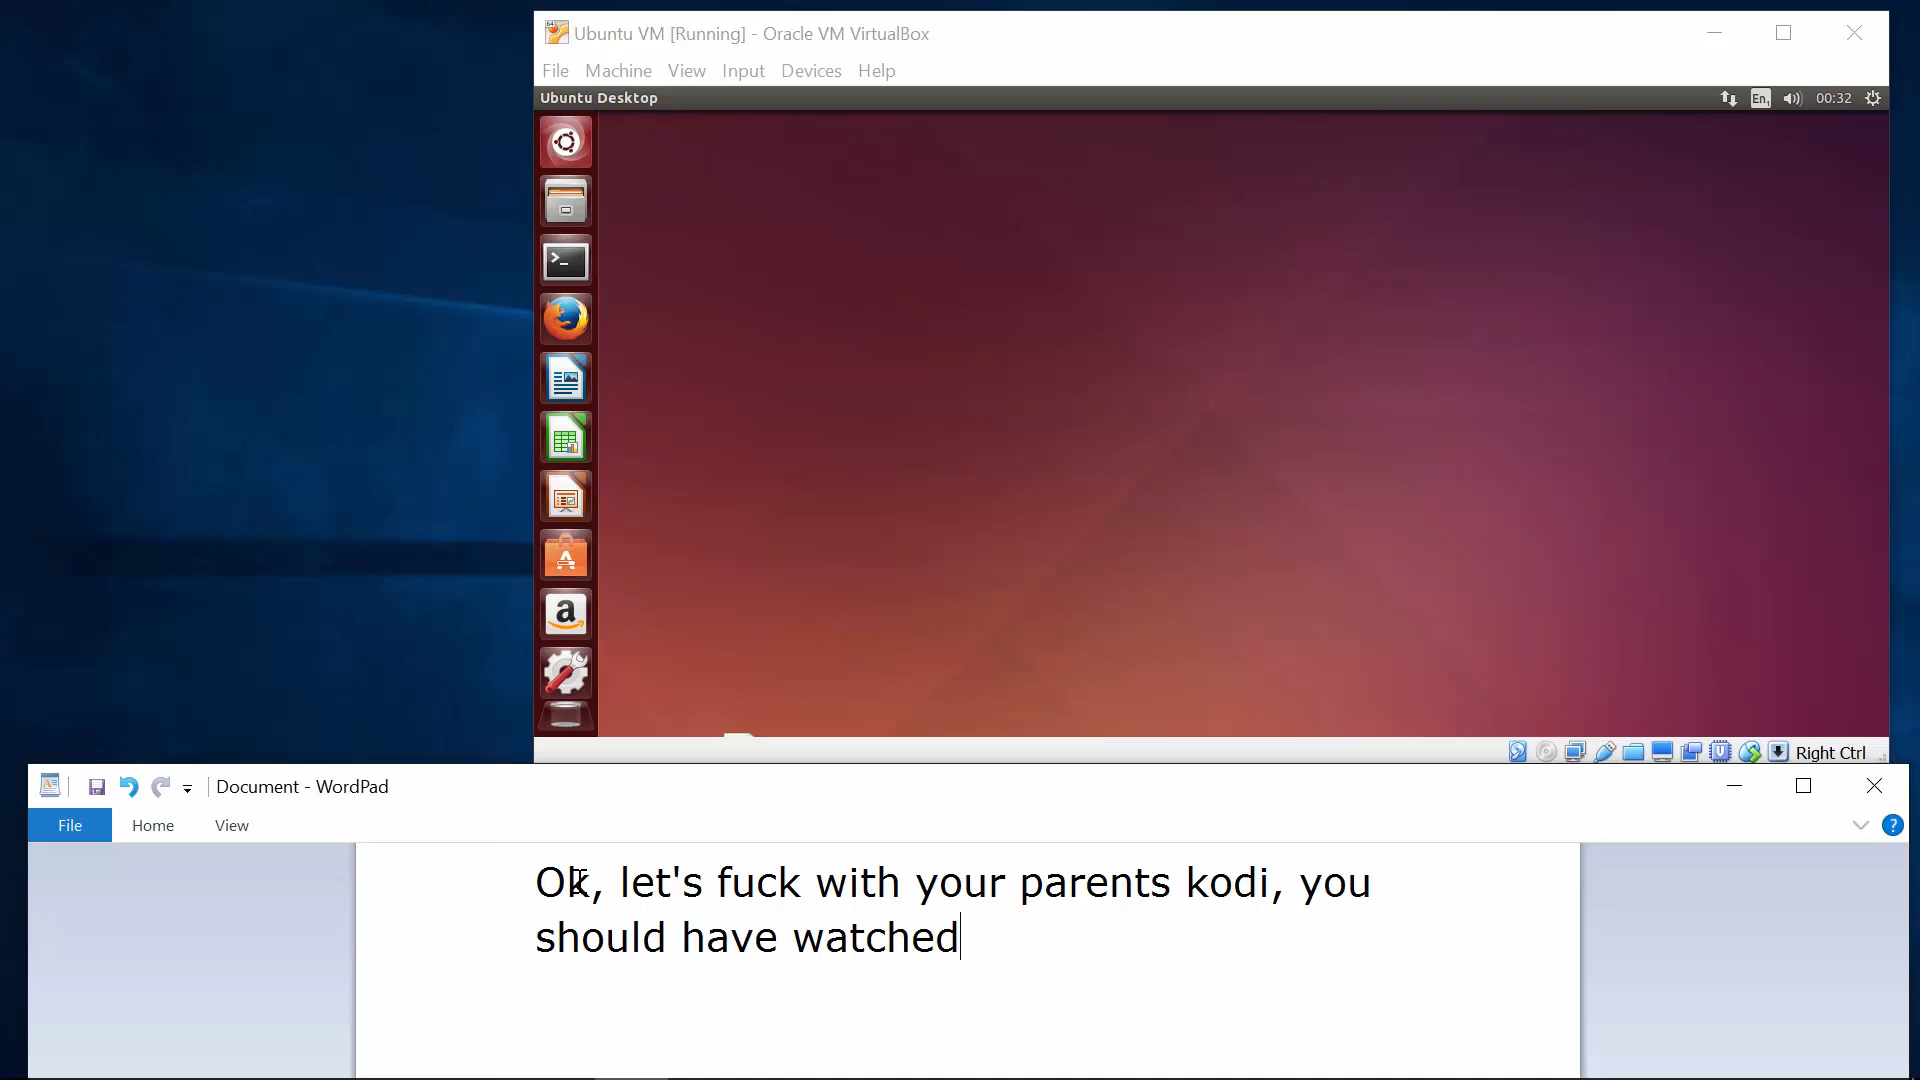 Ubuntu VM [Running] - Oracle VM VirtualBox
File Machine View Input Devices Help
Ubuntu Desktop
En1 00:32
Right Ctrl
Document - WordPad
File Home View
Ok, let's fuck with your parents kodi, you
should have watched